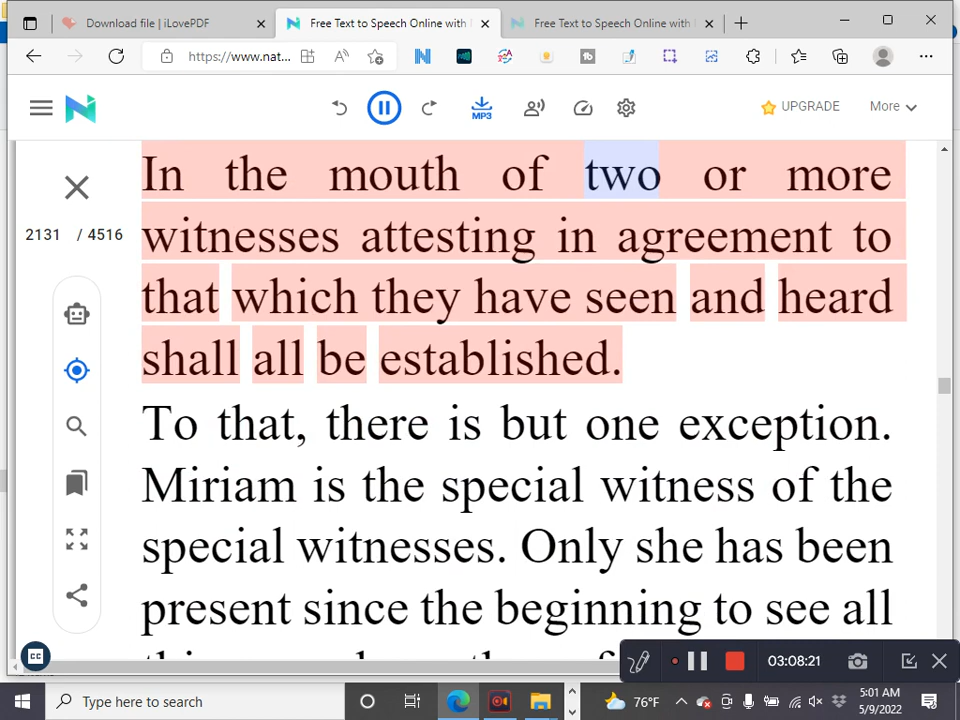 Download file | iLovePDF
Free Text to Speech Online with
Free Text to Speech Online with
https://www.nat...
MP3
UPGRADE
More
2131 / 4516
In the mouth of two or more
witnesses attesting in agreement to
that which they have seen and heard
shall all be established.
To that, there is but one exception.
Miriam is the special witness of the
special witnesses. Only she has been
present since the beginning to see all
CC
03:08:21
Type here to search
76°F
5:01 AM
5/9/2022